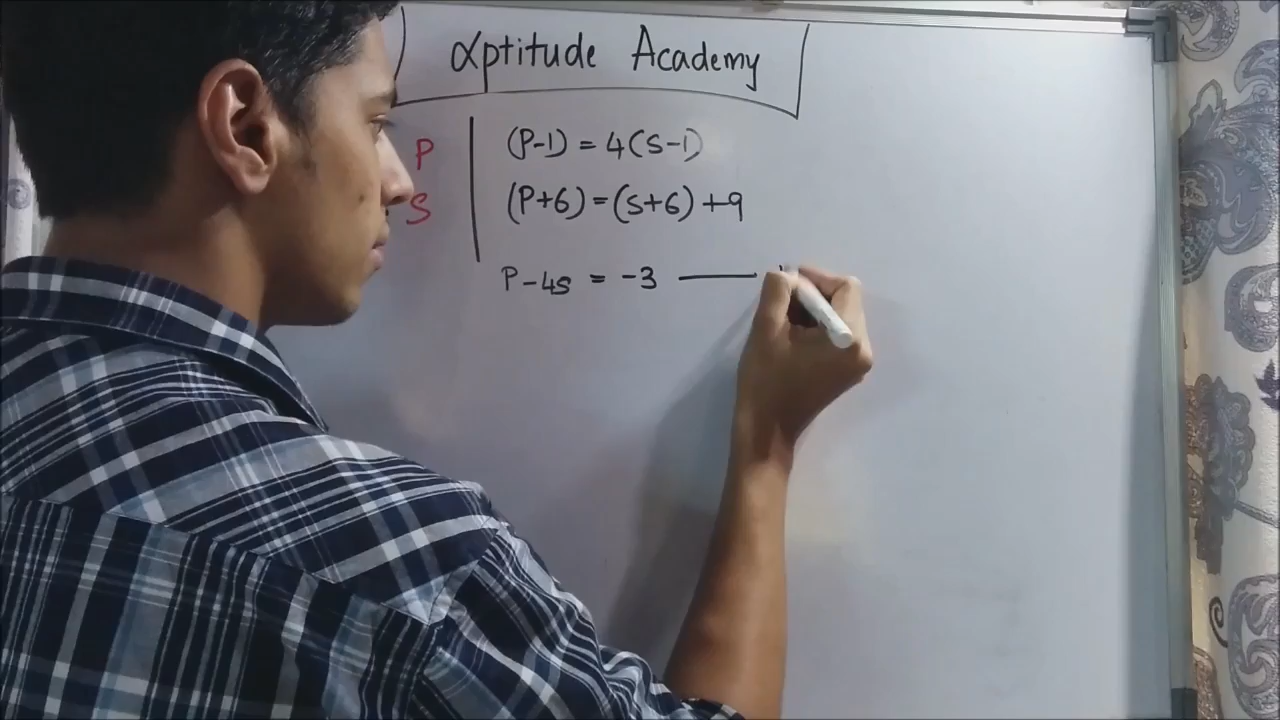 αptitude Academy
P
(P-1) = 4(S-1)
S
(P+6) = (S+6) +9
P-4S = -3